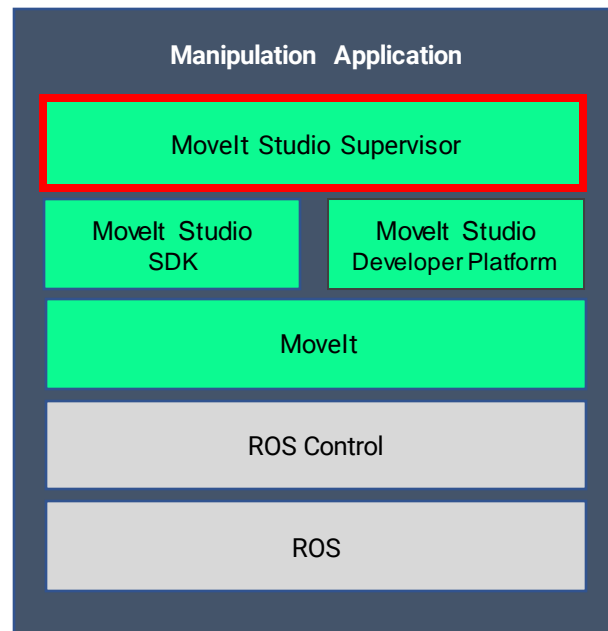 Manipulation Application
MoveIt Studio Supervisor
MoveIt Studio
SDK
MoveIt Studio
Developer Platform
MoveIt
ROS Control
ROS